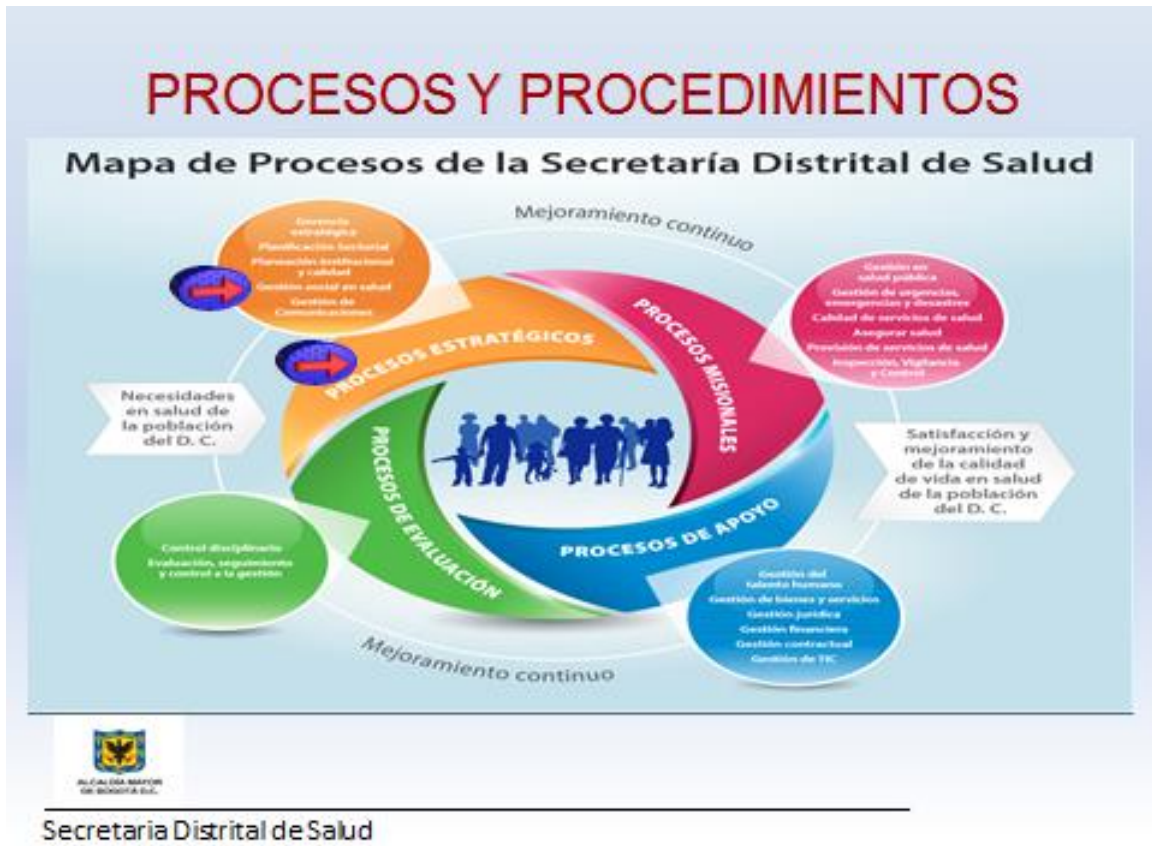 PROCESOS Y PROCEDIMIENTOS
Mapa de Procesos de la Secretaría Distrital de Salud
Mejoramiento continuo
Gerencia
estratégica
Planificación Sectorial
Planeación Institucional
y calidad
Gestión social en salud
Gestión de
Comunicaciones
Gestión en
salud pública
Gestión de urgencias,
emergencias y desastres
Calidad de servicios de salud
Asegurar salud
Provisión de servicios de salud
Inspección, Vigilancia
y Control
PROCESOS ESTRATÉGICOS
PROCESOS MISIONALES
Necesidades
en salud de
la población
del D. C.
Satisfacción y
mejoramiento
de la calidad
de vida en salud
de la población
del D. C.
PROCESOS DE EVALUACIÓN
PROCESOS DE APOYO
Control disciplinario
Evaluación, seguimiento
y control a la gestión
Gestión del
talento humano
Gestión de bienes y servicios
Gestión jurídica
Gestión financiera
Gestión contractual
Gestión de TIC
Mejoramiento continuo
ALCALDÍA MAYOR
DE BOGOTÁ D.C.
Secretaria Distrital de Salud